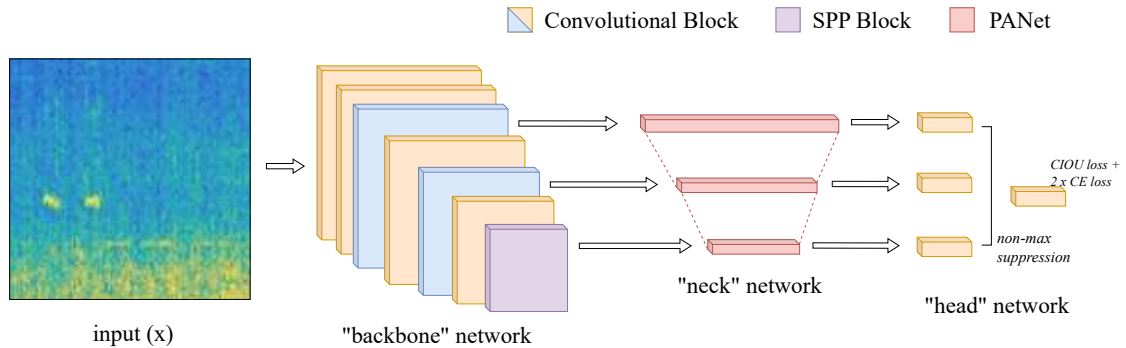 Convolutional Block
SPP Block
PANet
CIOU loss +
2 x CE loss
non-max
suppression
"neck" network
"head" network
input (x)
"backbone" network